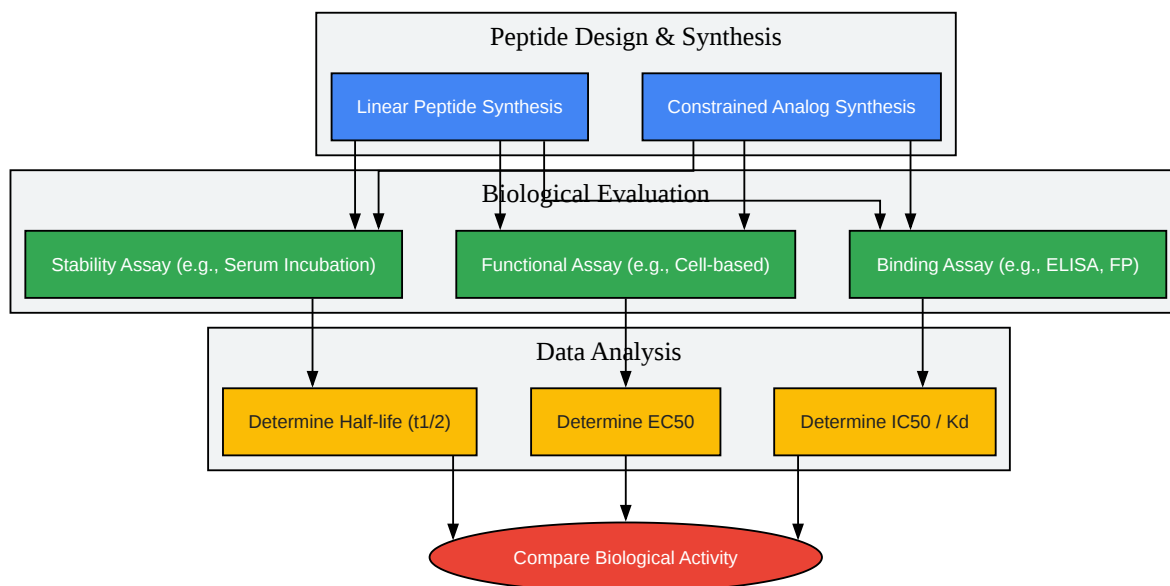 Peptide Design & Synthesis
Linear Peptide Synthesis
Constrained Analog Synthesis
Biological Evaluation
Stability Assay (e.g., Serum Incubation)
Functional Assay (e.g., Cell-based)
Binding Assay (e.g., ELISA, FP)
Data Analysis
Determine Half-life (t1/2)
Determine EC50
Determine IC50 / Kd
Compare Biological Activity